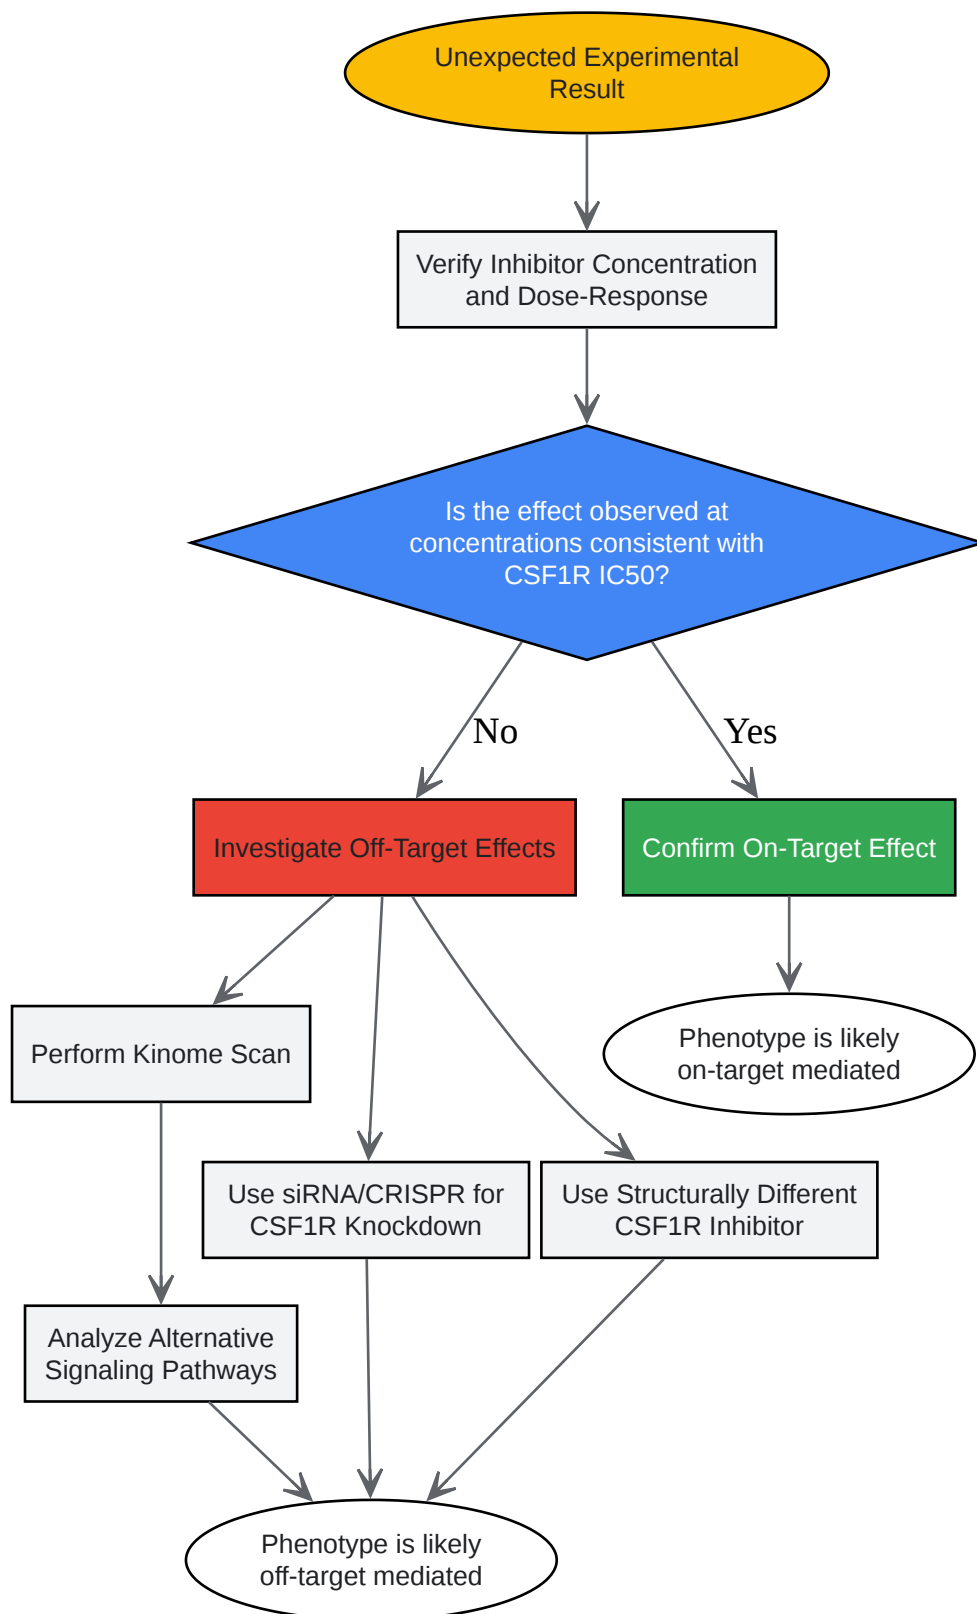 Unexpected Experimental
Result
Verify Inhibitor Concentration
and Dose-Response
Is the effect observed at
concentrations consistent with
CSF1R IC50?
No
Yes
Investigate Off-Target Effects
Confirm On-Target Effect
Perform Kinome Scan
Phenotype is likely
on-target mediated
Use siRNA/CRISPR for
CSF1R Knockdown
Use Structurally Different
CSF1R Inhibitor
Analyze Alternative
Signaling Pathways
Phenotype is likely
off-target mediated